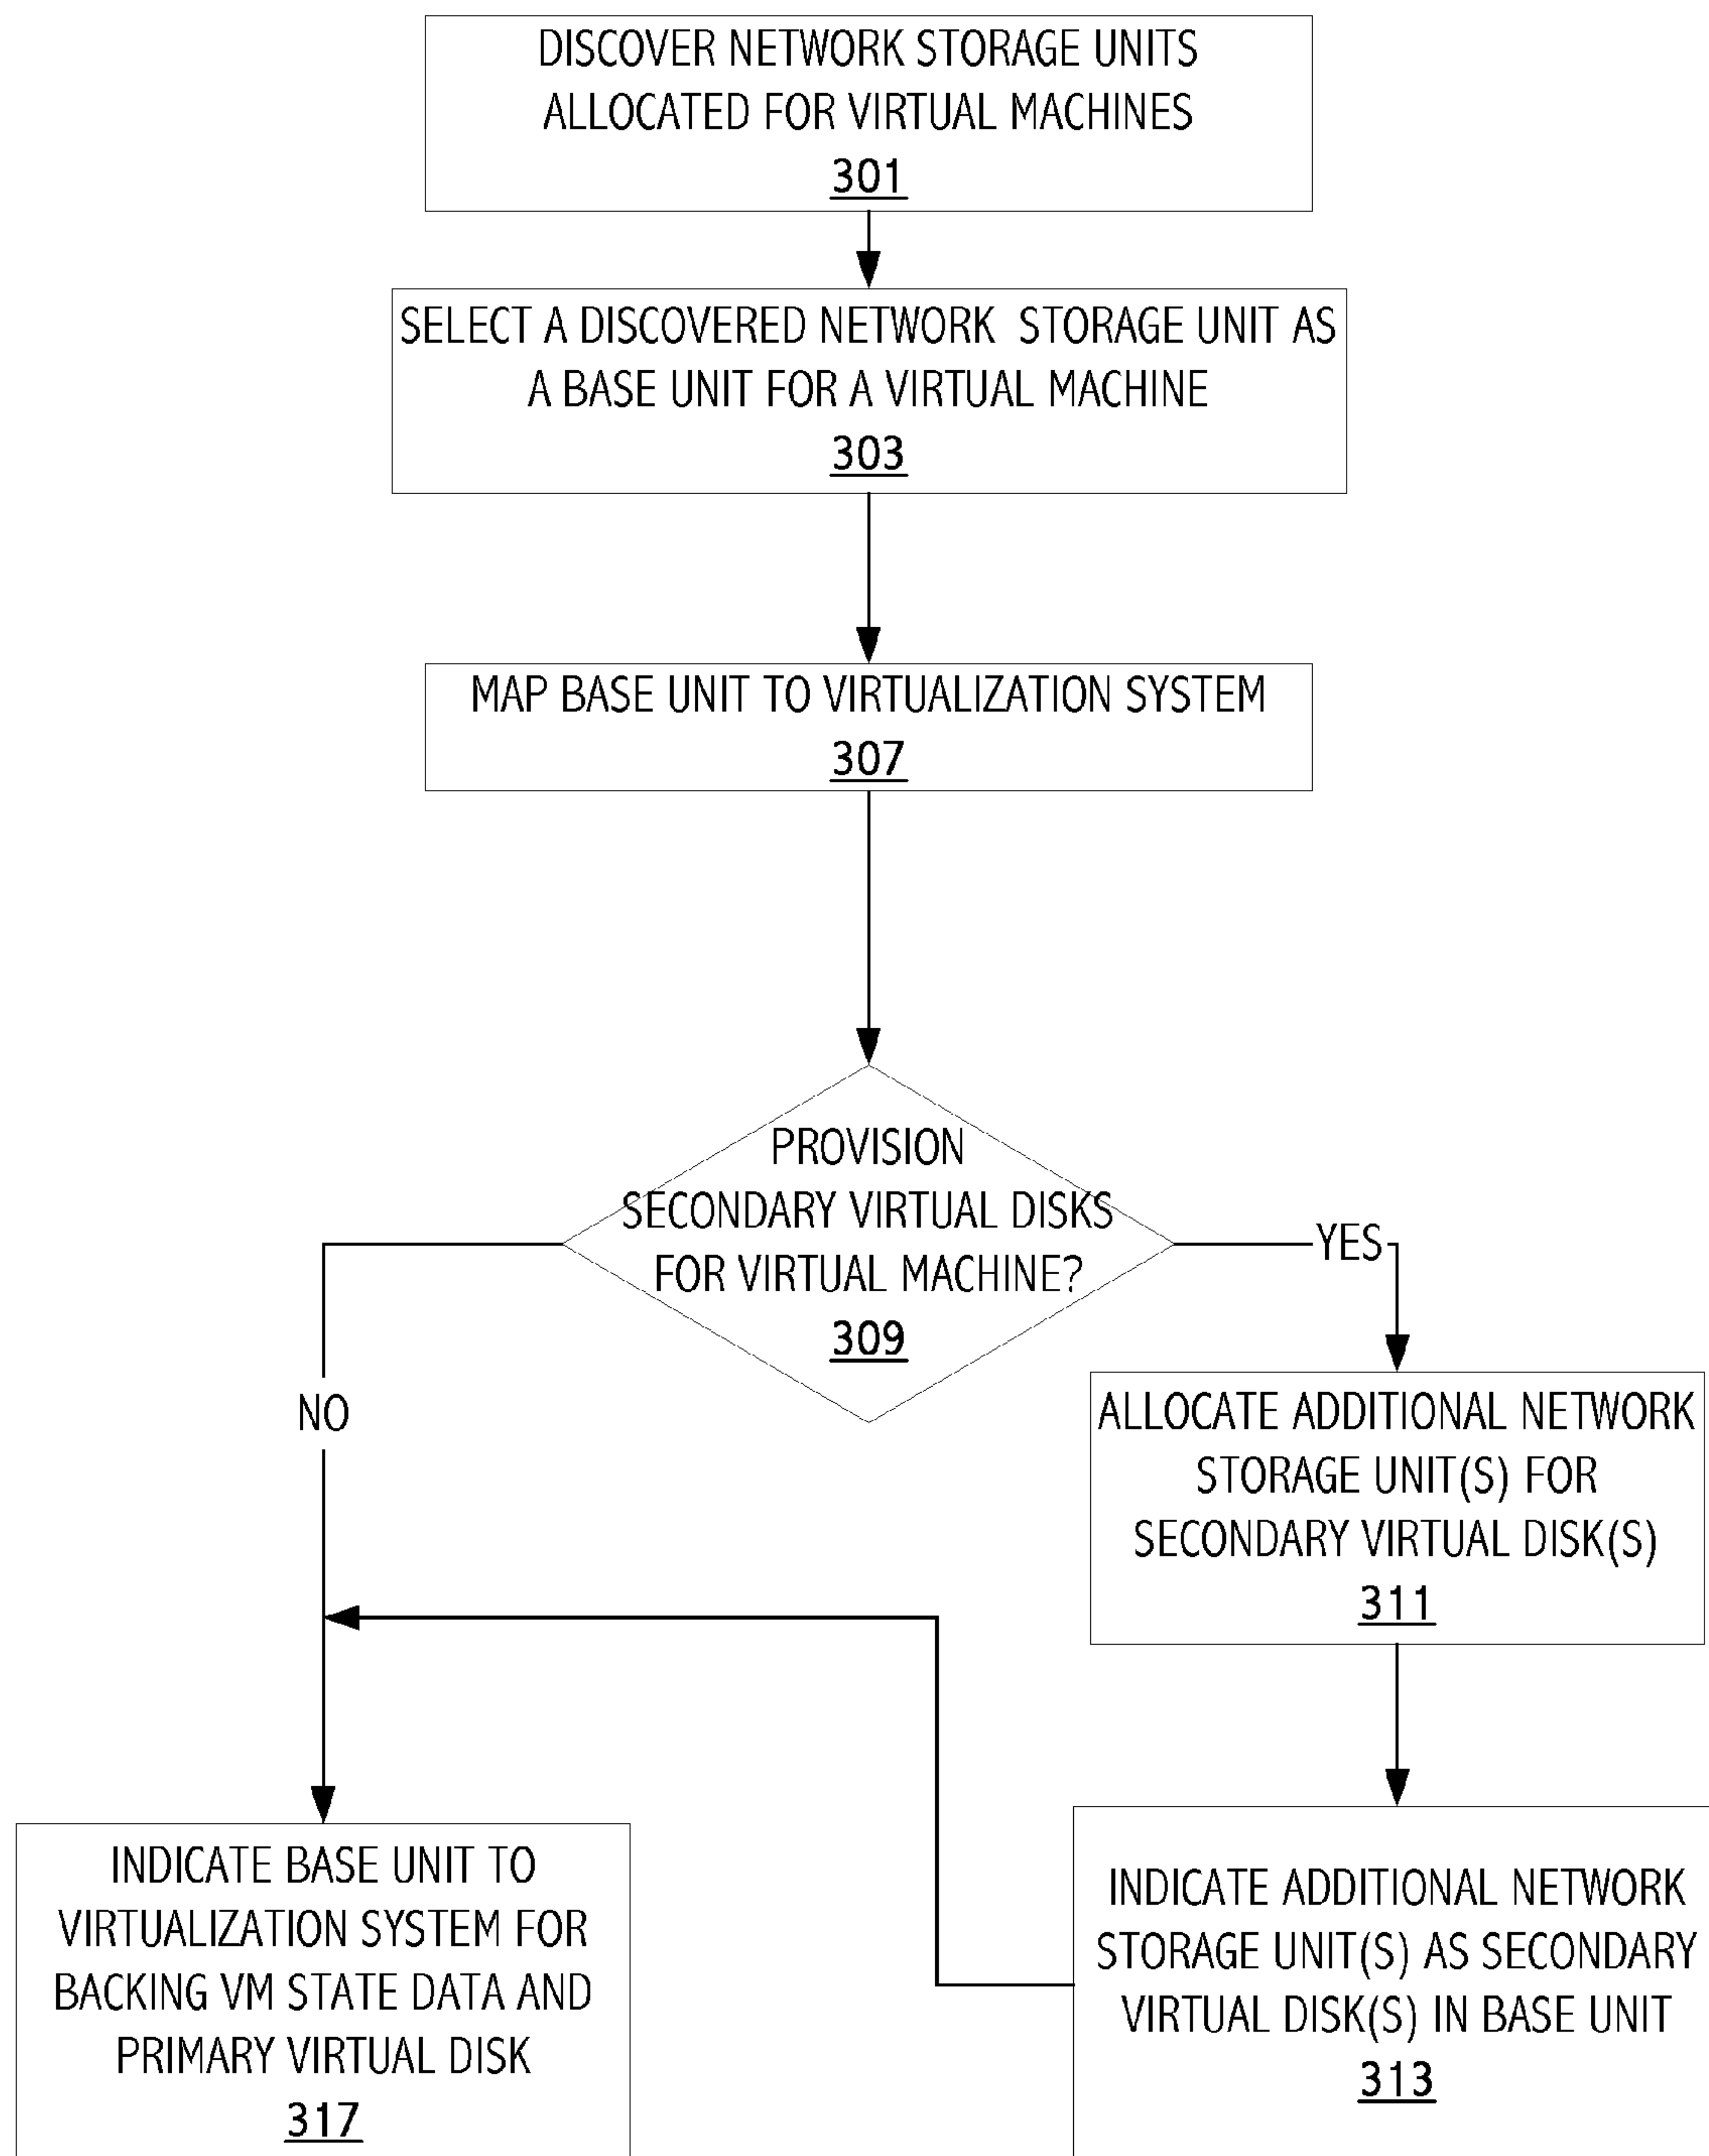 DISCOVER NETWORK STORAGE UNITS
ALLOCATED FOR VIRTUAL MACHINES
301
SELECT A DISCOVERED NETWORK STORAGE UNIT AS
A BASE UNIT FOR A VIRTUAL MACHINE
303
MAP BASE UNIT TO VIRTUALIZATION SYSTEM
307
PROVISION
SECONDARY VIRTUAL DISKS
FOR VIRTUAL MACHINE?
309
YES
NO
ALLOCATE ADDITIONAL NETWORK
STORAGE UNIT(S) FOR
SECONDARY VIRTUAL DISK(S)
311
INDICATE ADDITIONAL NETWORK
STORAGE UNIT(S) AS SECONDARY
VIRTUAL DISK(S) IN BASE UNIT
313
INDICATE BASE UNIT TO
VIRTUALIZATION SYSTEM FOR
BACKING VM STATE DATA AND
PRIMARY VIRTUAL DISK
317